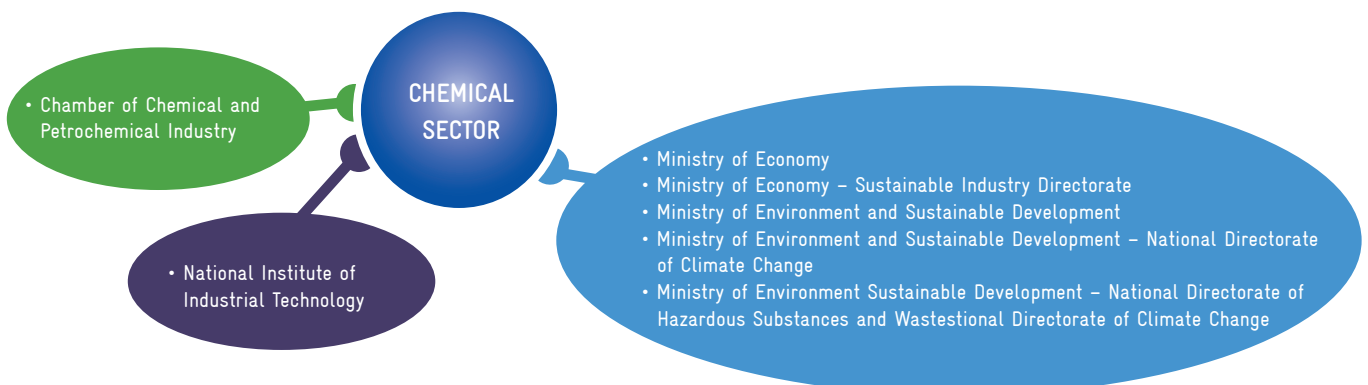 CHEMICAL
SECTOR
• Chamber of Chemical and
Petrochemical Industry
• National Institute of
Industrial Technology
• Ministry of Economy
• Ministry of Economy – Sustainable Industry Directorate
• Ministry of Environment and Sustainable Development
• Ministry of Environment and Sustainable Development – National Directorate
of Climate Change
• Ministry of Environment Sustainable Development – National Directorate of
Hazardous Substances and Wastestional Directorate of Climate Change